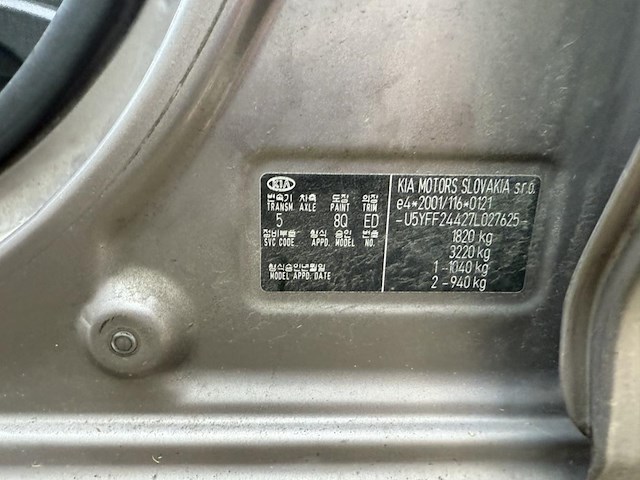 KIA
변속기 차축 도장 의장
TRANSM. AXLE PAINT TRIM
5 8Q ED
정비부호 형식 승인 번호
SVC CODE APPD. MODEL NO.
형식승인년월일
MODEL APPD. DATE
KIA MOTORS SLOVAKIA s.r.o.
e4*2001/116*0121
-U5YFF24427L027625-
1820 kg
3220 kg
1-1040 kg
2-940 kg